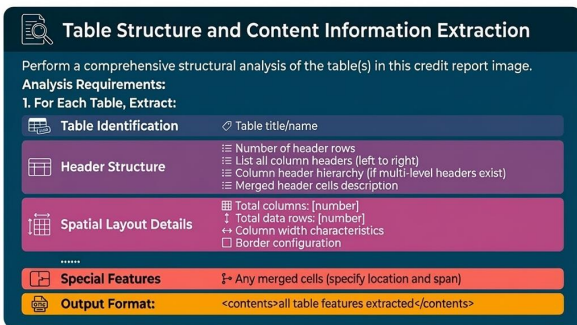 Table Structure and Content Information Extraction
Perform a comprehensive structural analysis of the table(s) in this credit report image.
Analysis Requirements:
1. For Each Table, Extract:
Table Identification
Table title/name
Header Structure
Number of header rows
List all column headers (left to right)
Column header hierarchy (if multi-level headers exist)
Merged header cells description
Spatial Layout Details
Total columns: [number]
Total data rows: [number]
Column width characteristics
Border configuration
......
Special Features
Any merged cells (specify location and span)
Output Format:
<contents>all table features extracted</contents>